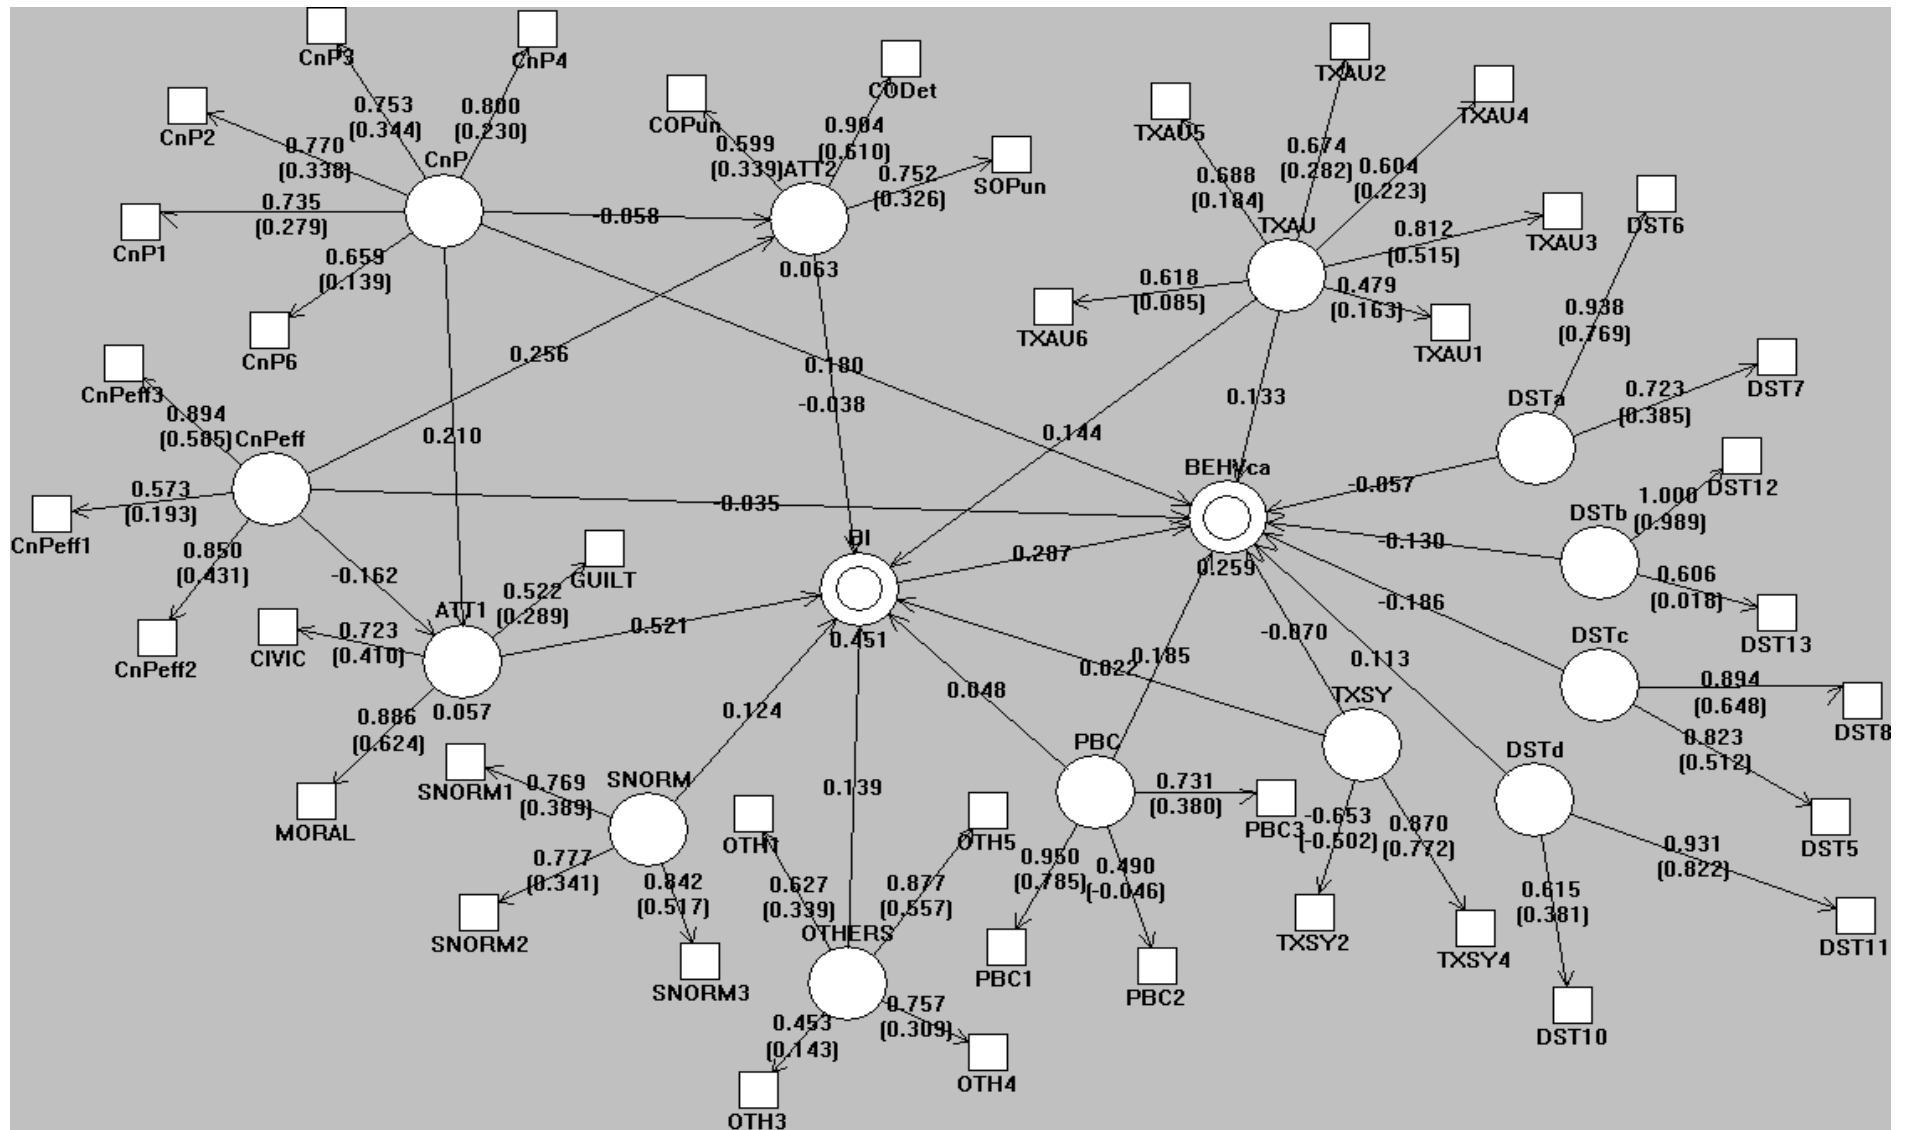 CnP3
CnP4
CnP2
0.753
(0.344)
0.800
(0.230)
0.770
(0.338)
CnP
CnP1
0.735
(0.279)
0.659
(0.139)
CnP6
-0.058
COPun
CODet
0.599
(0.339)
0.904
(0.610)
ATT2
0.752
(0.326)
SOPun
0.063
TXAU2
TXAU4
TXAU5
0.674
(0.282)
0.604
(0.223)
0.688
(0.184)
TXAU
0.812
(0.515)
TXAU3
0.618
(0.085)
TXAU6
0.479
(0.163)
TXAU1
DST6
0.938
(0.769)
DST7
0.723
(0.385)
DSTa
CnPeff3
0.894
(0.585)
CnPeff
0.256
0.210
0.180
-0.038
0.144
0.133
0.573
(0.193)
CnPeff1
0.850
(0.431)
CnPeff2
-0.162
-0.035
BEHVca
0.259
-0.057
DSTb
1.000
(0.989)
DST12
-0.130
0.606
(0.018)
DST13
BI
0.451
0.287
GUILT
0.522
(0.289)
ATT1
CIVIC
0.723
(0.410)
0.521
0.886
(0.624)
0.057
MORAL
-0.186
DSTc
0.894
(0.648)
DST8
0.823
(0.512)
DST5
-0.070
0.113
0.185
0.022
0.048
0.124
0.139
SNORM
SNORM1
0.769
(0.389)
0.777
(0.341)
SNORM2
0.842
(0.517)
SNORM3
PBC
0.731
(0.380)
PBC3
0.950
(0.785)
PBC1
0.490
(-0.046)
PBC2
TXSY
-0.653
(-0.502)
TXSY2
0.870
(0.772)
TXSY4
DSTd
0.931
(0.822)
DST11
0.615
(0.381)
DST10
OTH1
OTH5
0.627
(0.339)
0.877
(0.557)
OTHERS
0.453
(0.143)
OTH3
0.757
(0.309)
OTH4